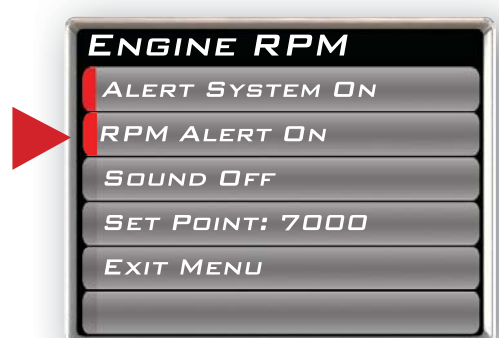 ENGINE RPM
ALERT SYSTEM ON
RPM ALERT ON
SOUND OFF
SET POINT: 7000
EXIT MENU